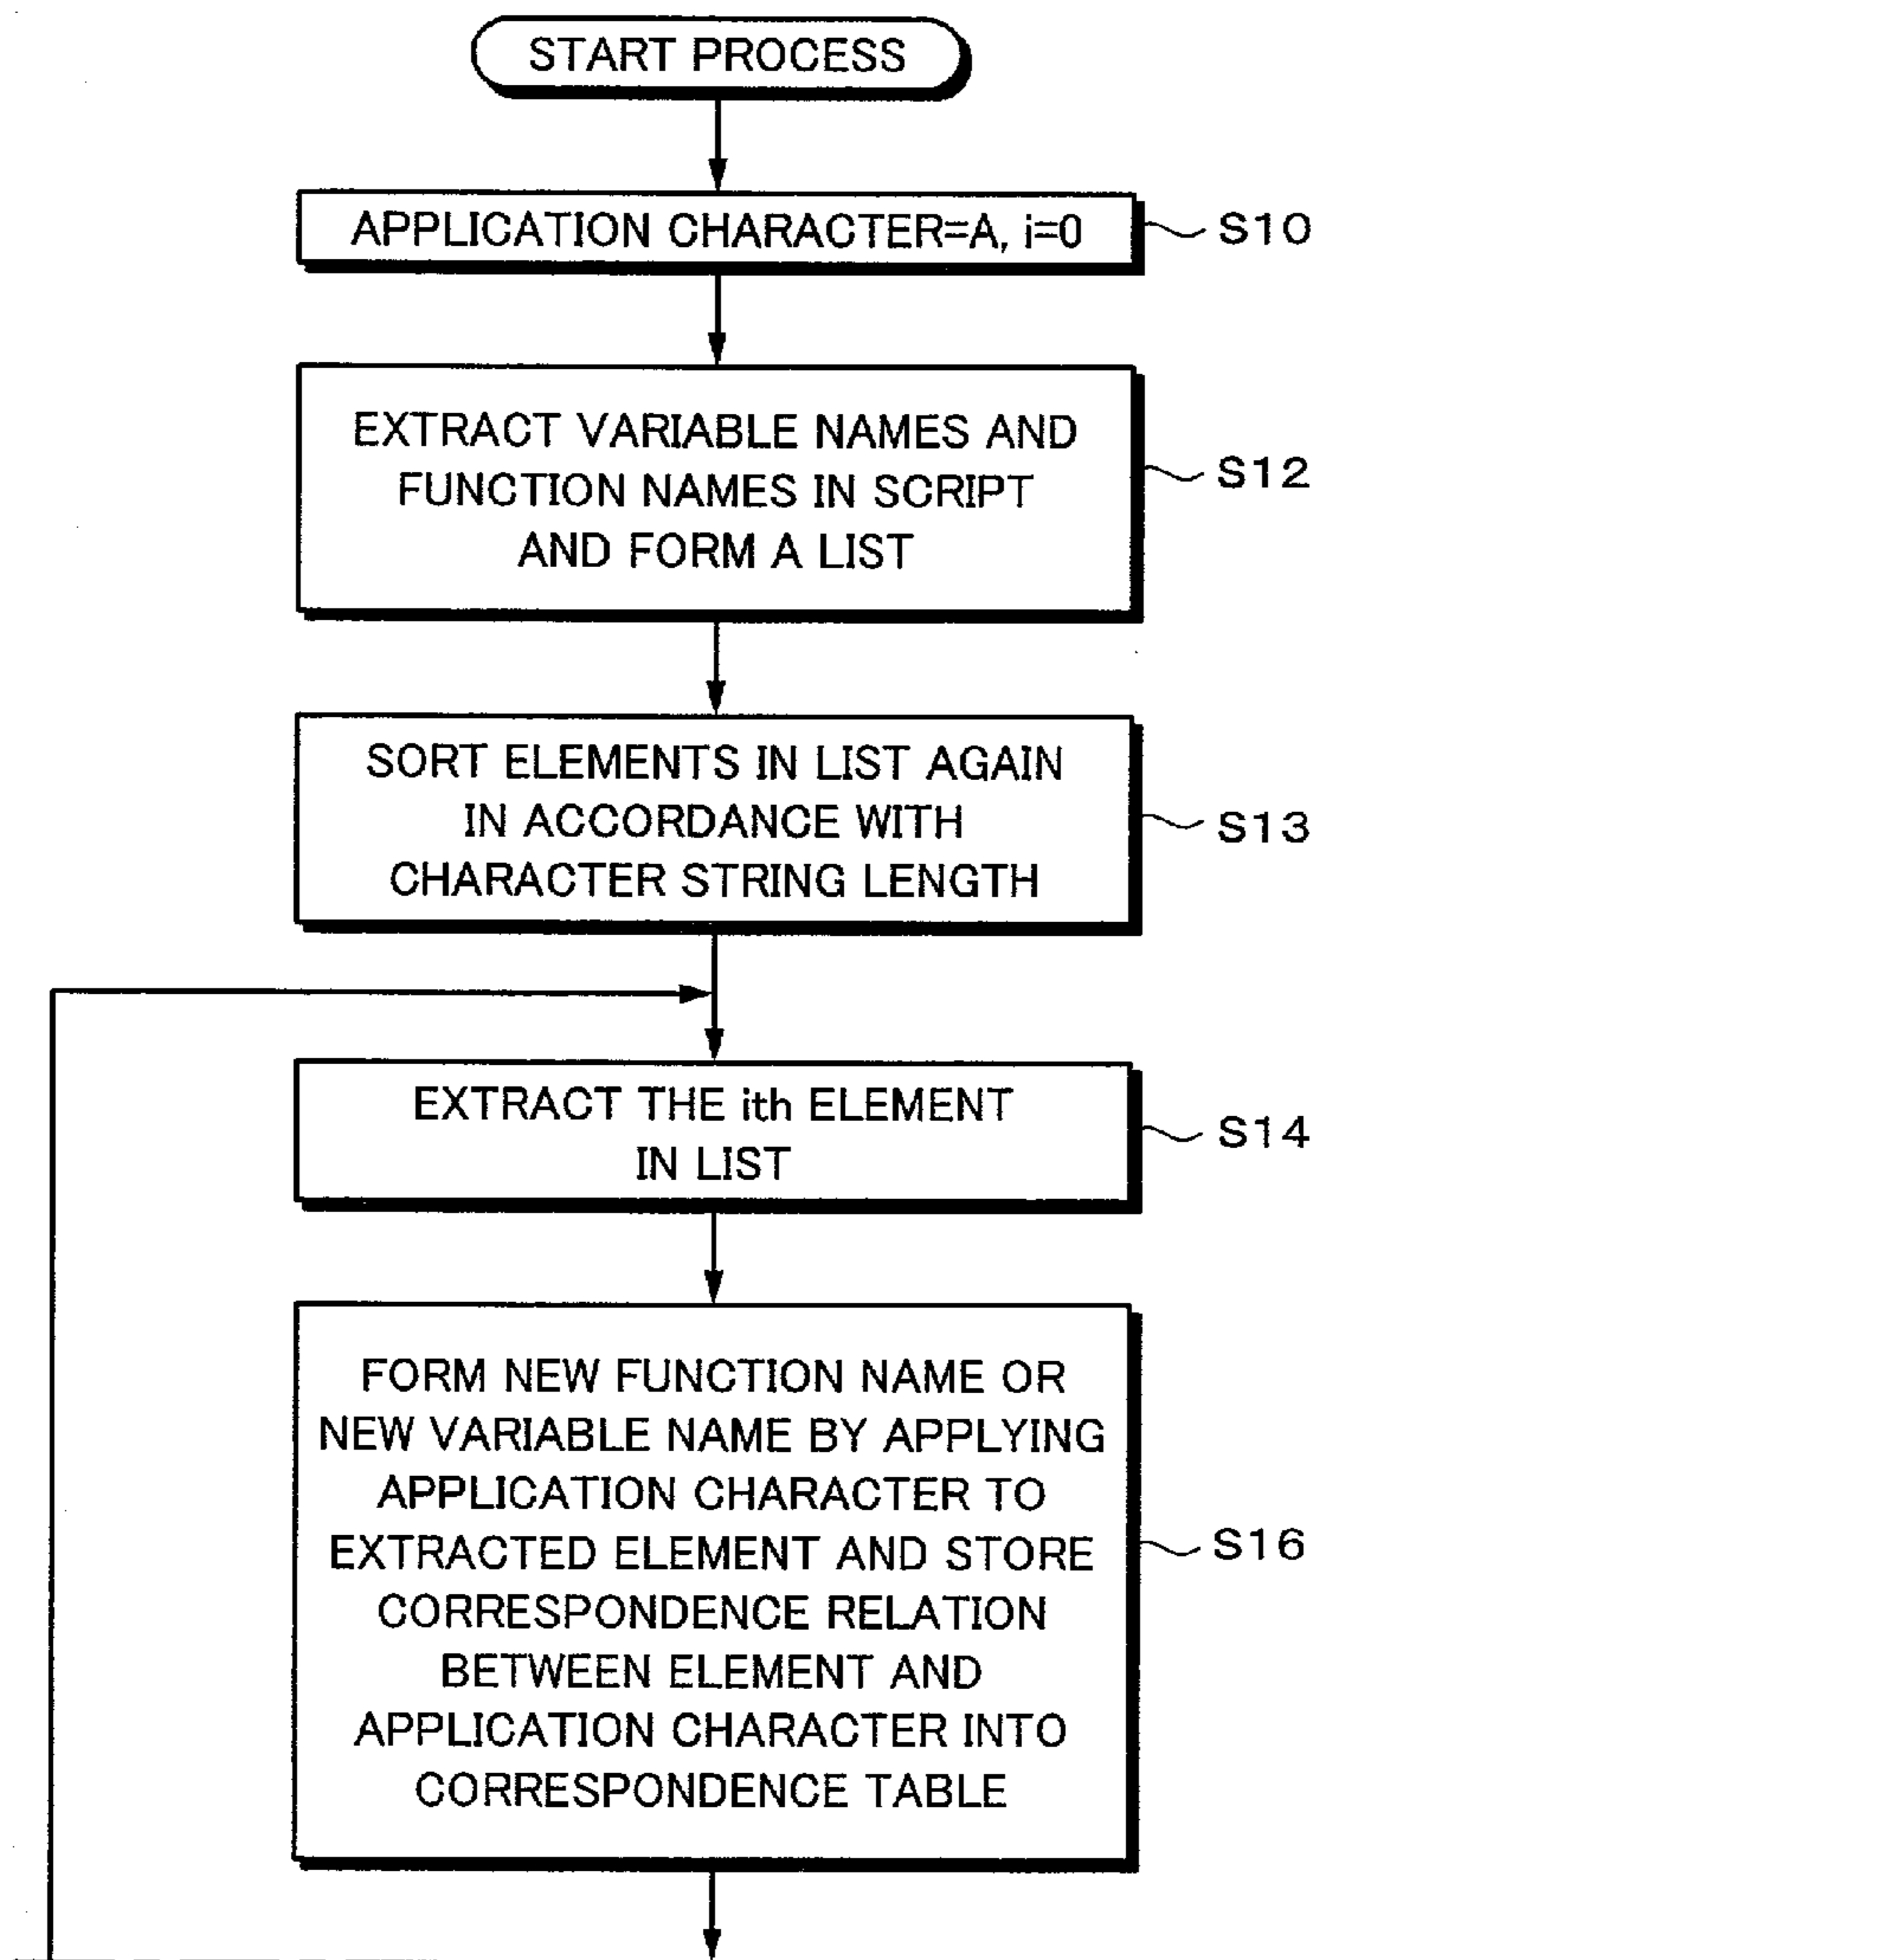 START PROCESS
APPLICATION CHARACTER=A, i=0
S10
EXTRACT VARIABLE NAMES AND
FUNCTION NAMES IN SCRIPT
AND FORM A LIST
S12
SORT ELEMENTS IN LIST AGAIN
IN ACCORDANCE WITH
CHARACTER STRING LENGTH
S13
EXTRACT THE ith ELEMENT
IN LIST
S14
FORM NEW FUNCTION NAME OR
NEW VARIABLE NAME BY APPLYING
APPLICATION CHARACTER TO
EXTRACTED ELEMENT AND STORE
CORRESPONDENCE RELATION
BETWEEN ELEMENT AND
APPLICATION CHARACTER INTO
CORRESPONDENCE TABLE
S16